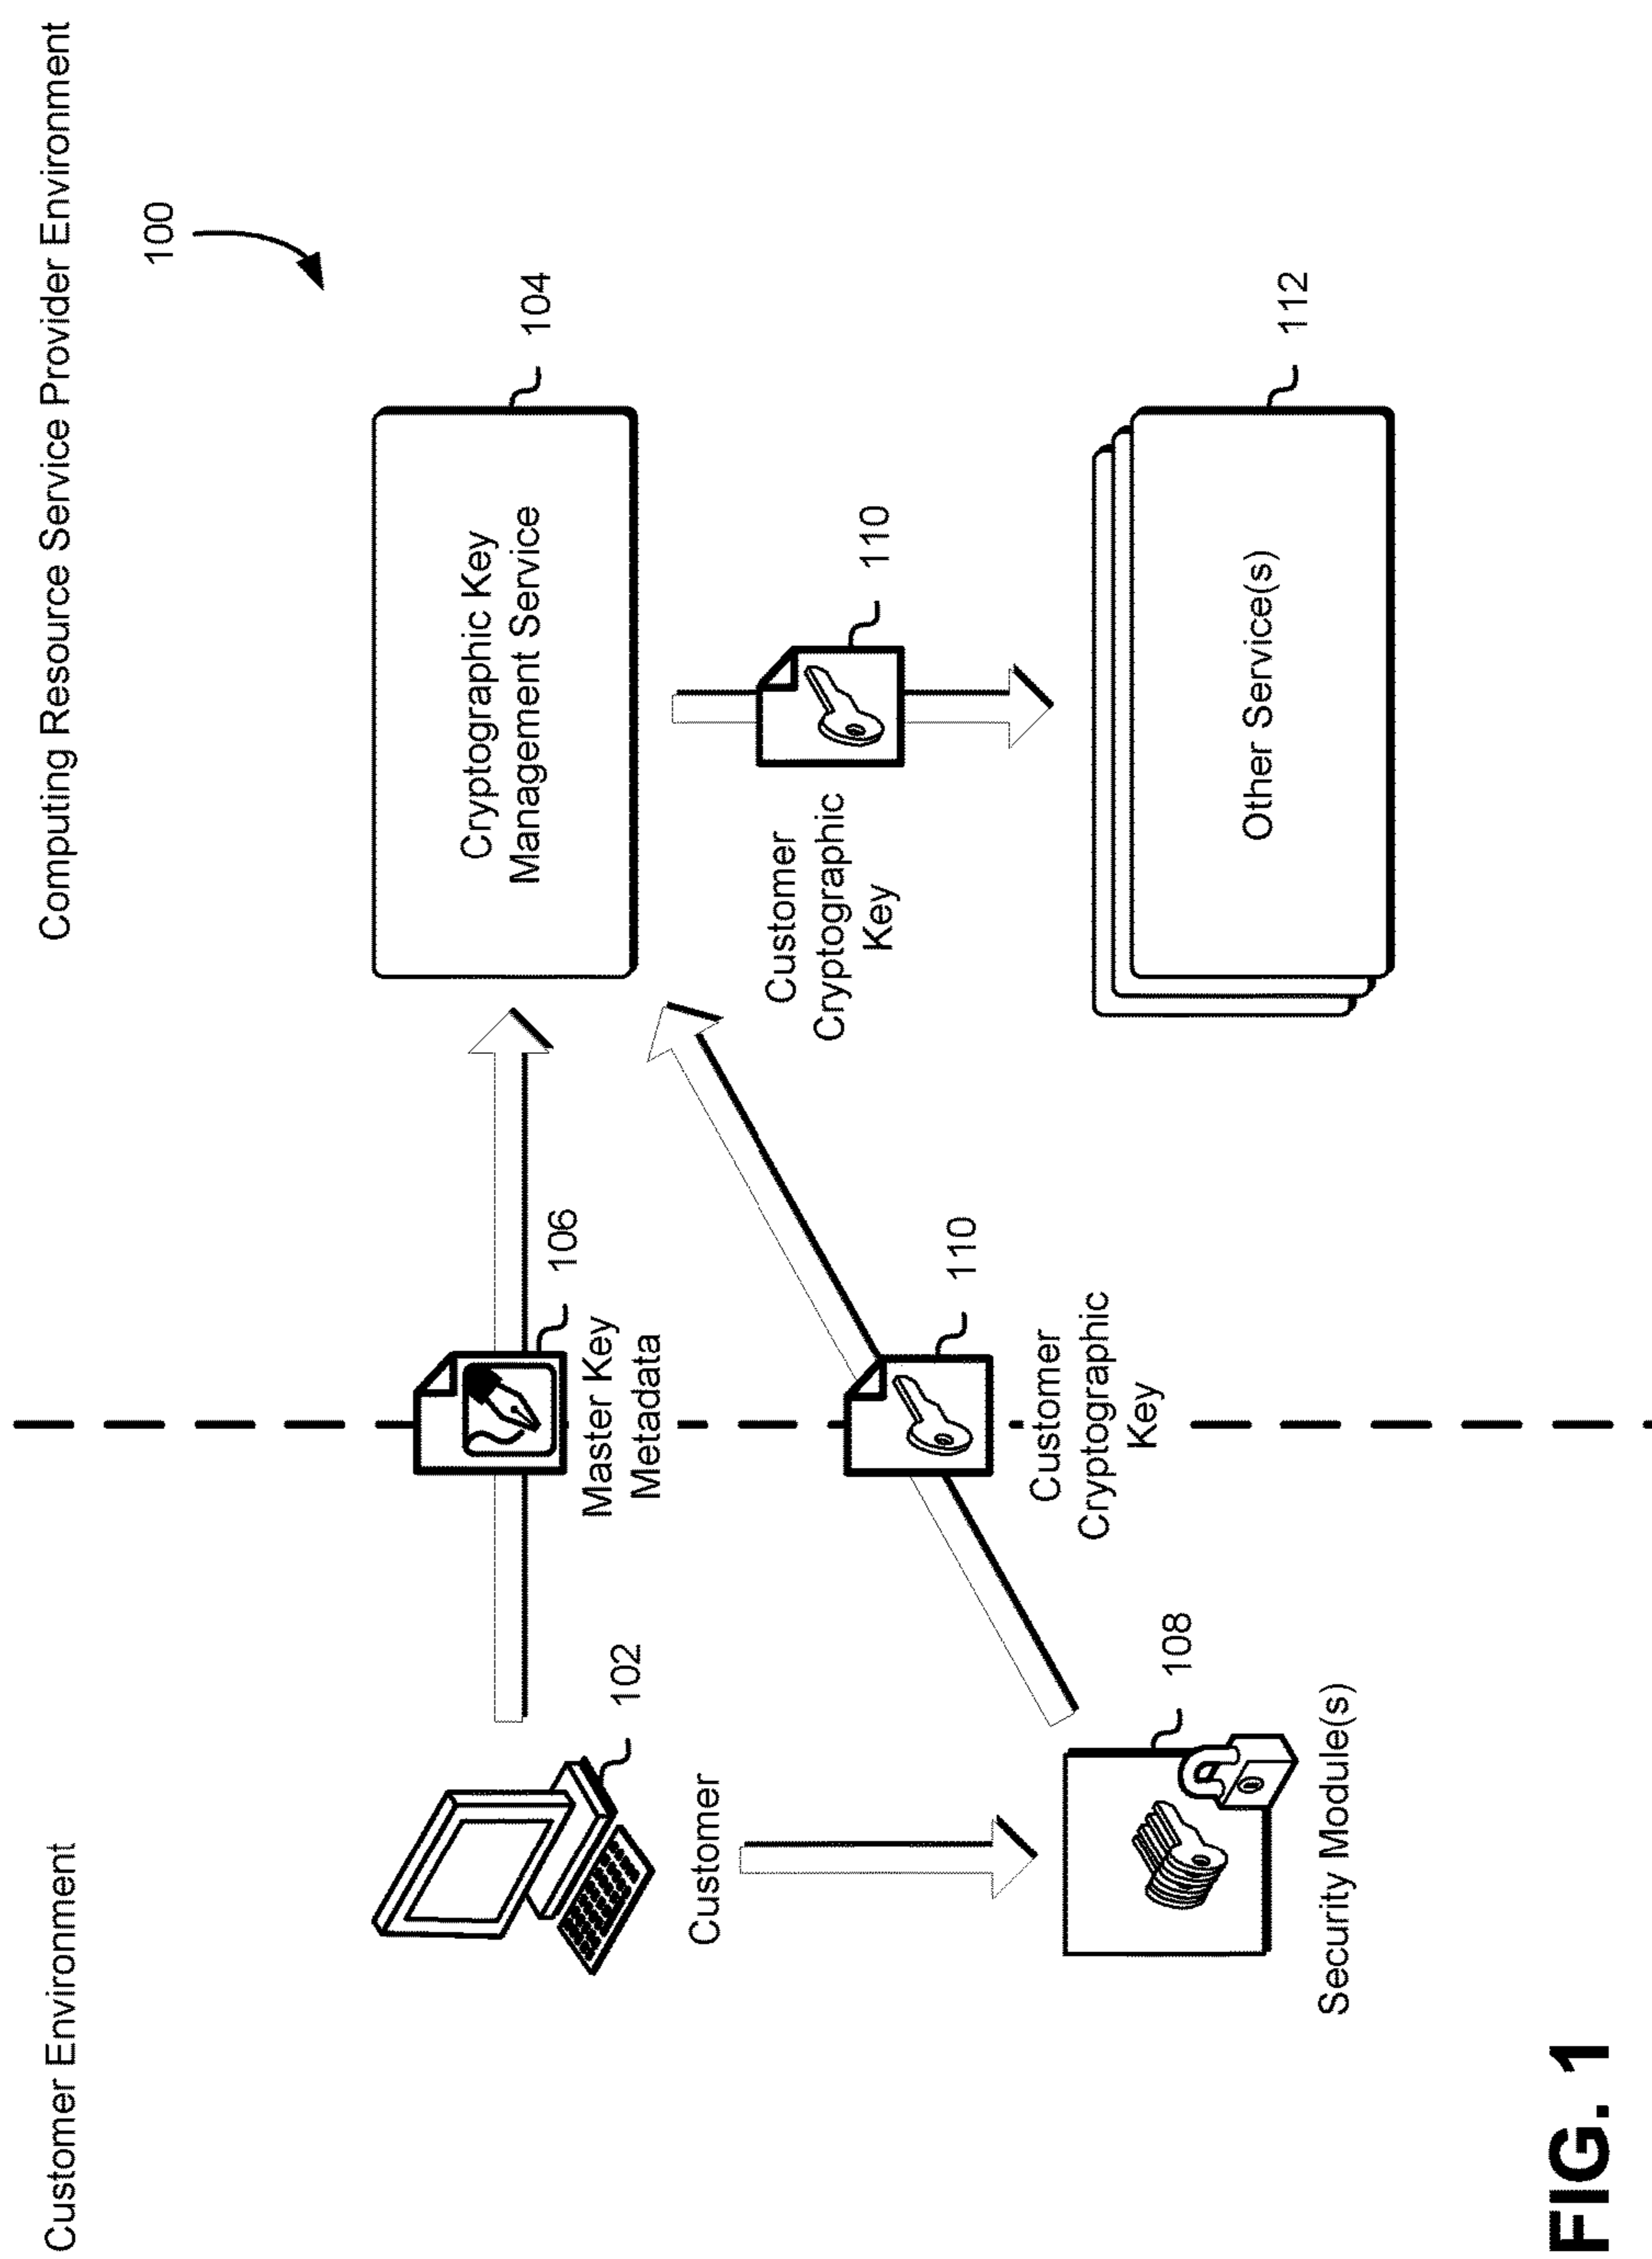 Customer Environment
Computing Resource Service Provider Environment
100
102
Customer
106
Master Key
Metadata
104
Cryptographic Key
Management Service
110
Customer
Cryptographic
Key
110
Customer
Cryptographic
Key
108
Security Module(s)
112
Other Service(s)
FIG. 1